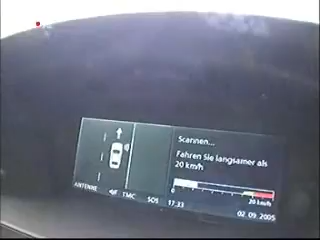 Scannen...
Fahren Sie langsamer als
20 km/h
0 20 km/h
ANTENNE TMC SOS 17:33 02.09.2005